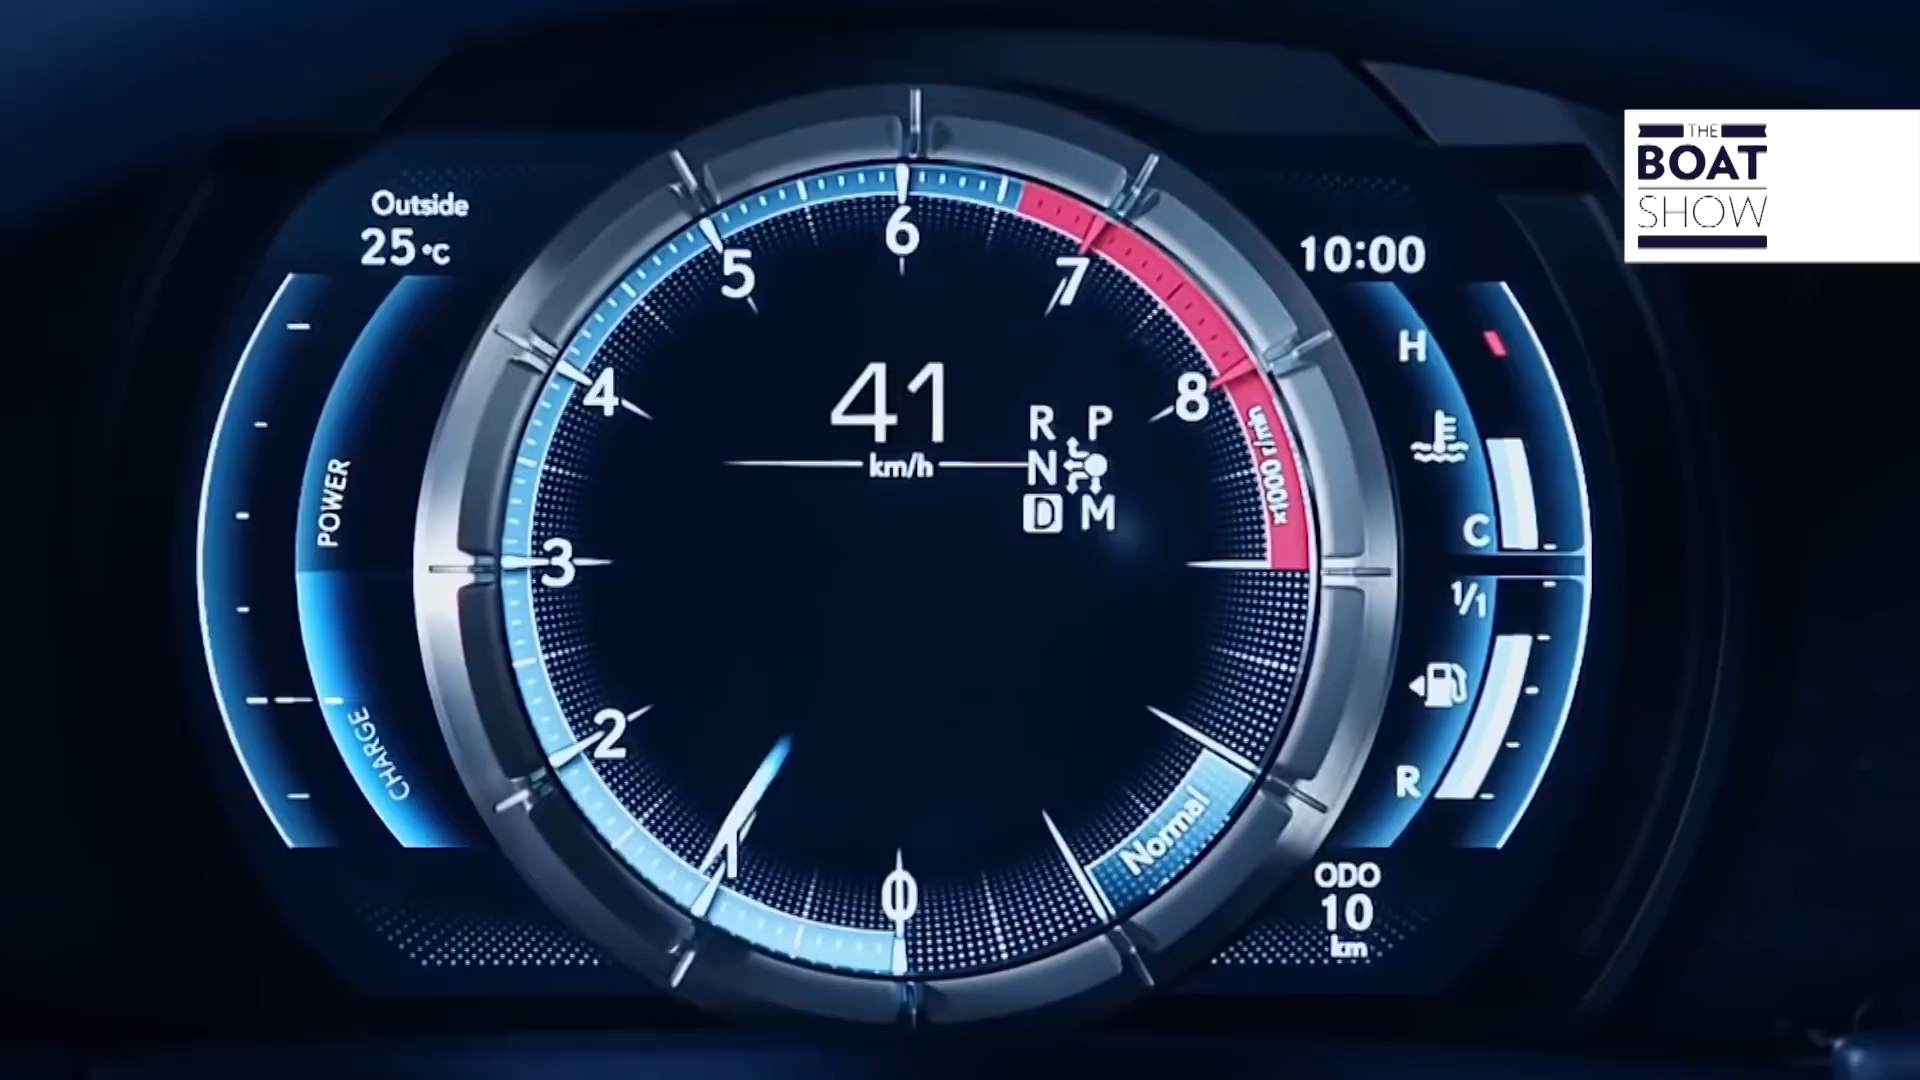 THE
BOAT
SHOW
Outside
25 °C
10:00
6
5
7
4
8
3
2
1
0
41
km/h
R P
N
D M
×1000 r/min
Normal
POWER
CHARGE
H
C
1/1
R
ODO
10
km